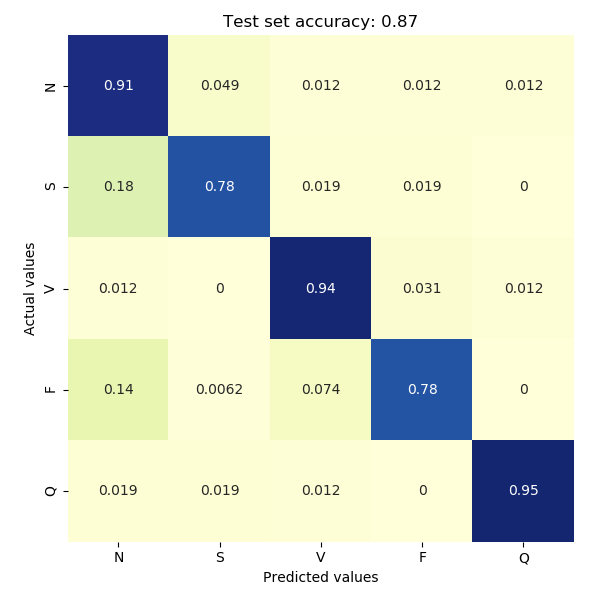 Test set accuracy: 0.87
N 0.91 0.049 0.012 0.012 0.012
S 0.18 0.78 0.019 0.019 0
V 0.012 0 0.94 0.031 0.012
F 0.14 0.0062 0.074 0.78 0
Q 0.019 0.019 0.012 0 0.95
Actual values
N S V F Q
Predicted values